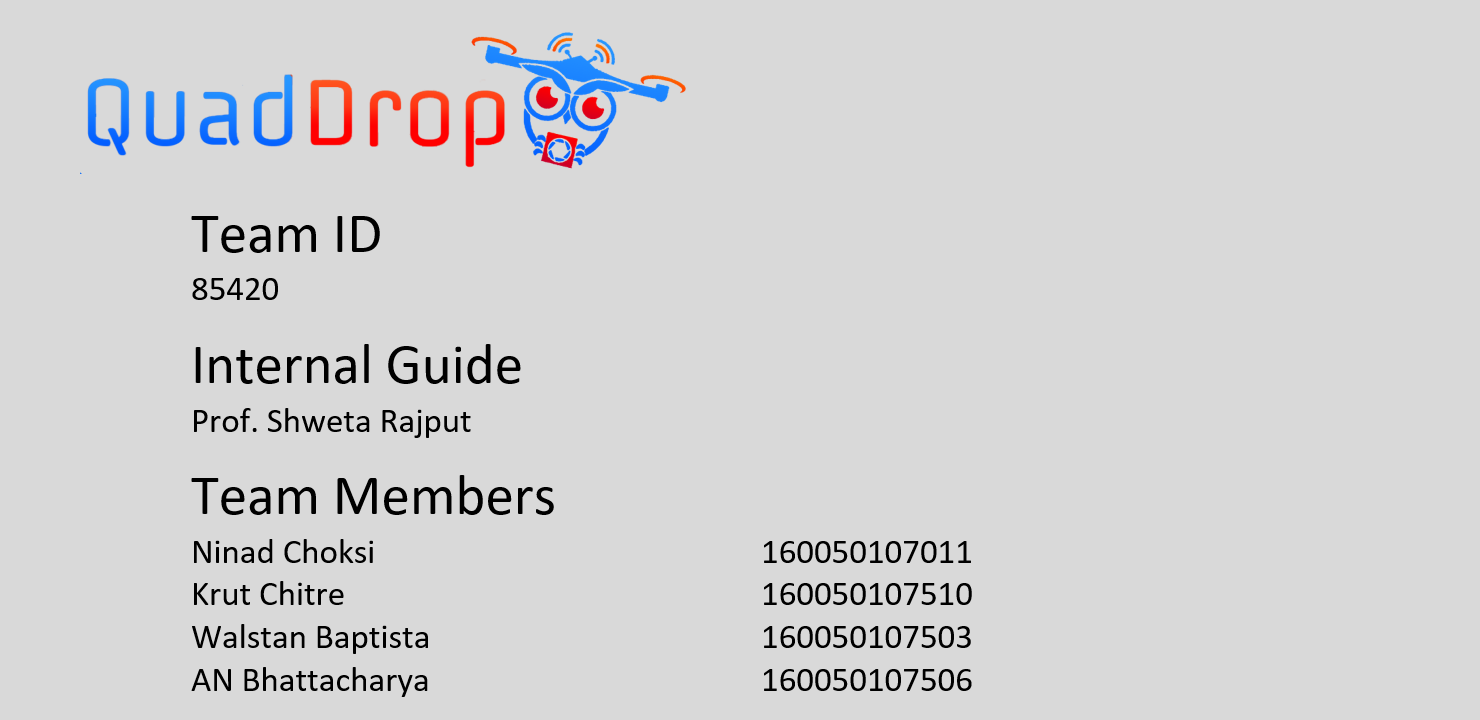 QuadDrop
Team ID
85420
Internal Guide
Prof. Shweta Rajput
Team Members
Ninad Choksi 160050107011
Krut Chitre 160050107510
Walstan Baptista 160050107503
AN Bhattacharya 160050107506